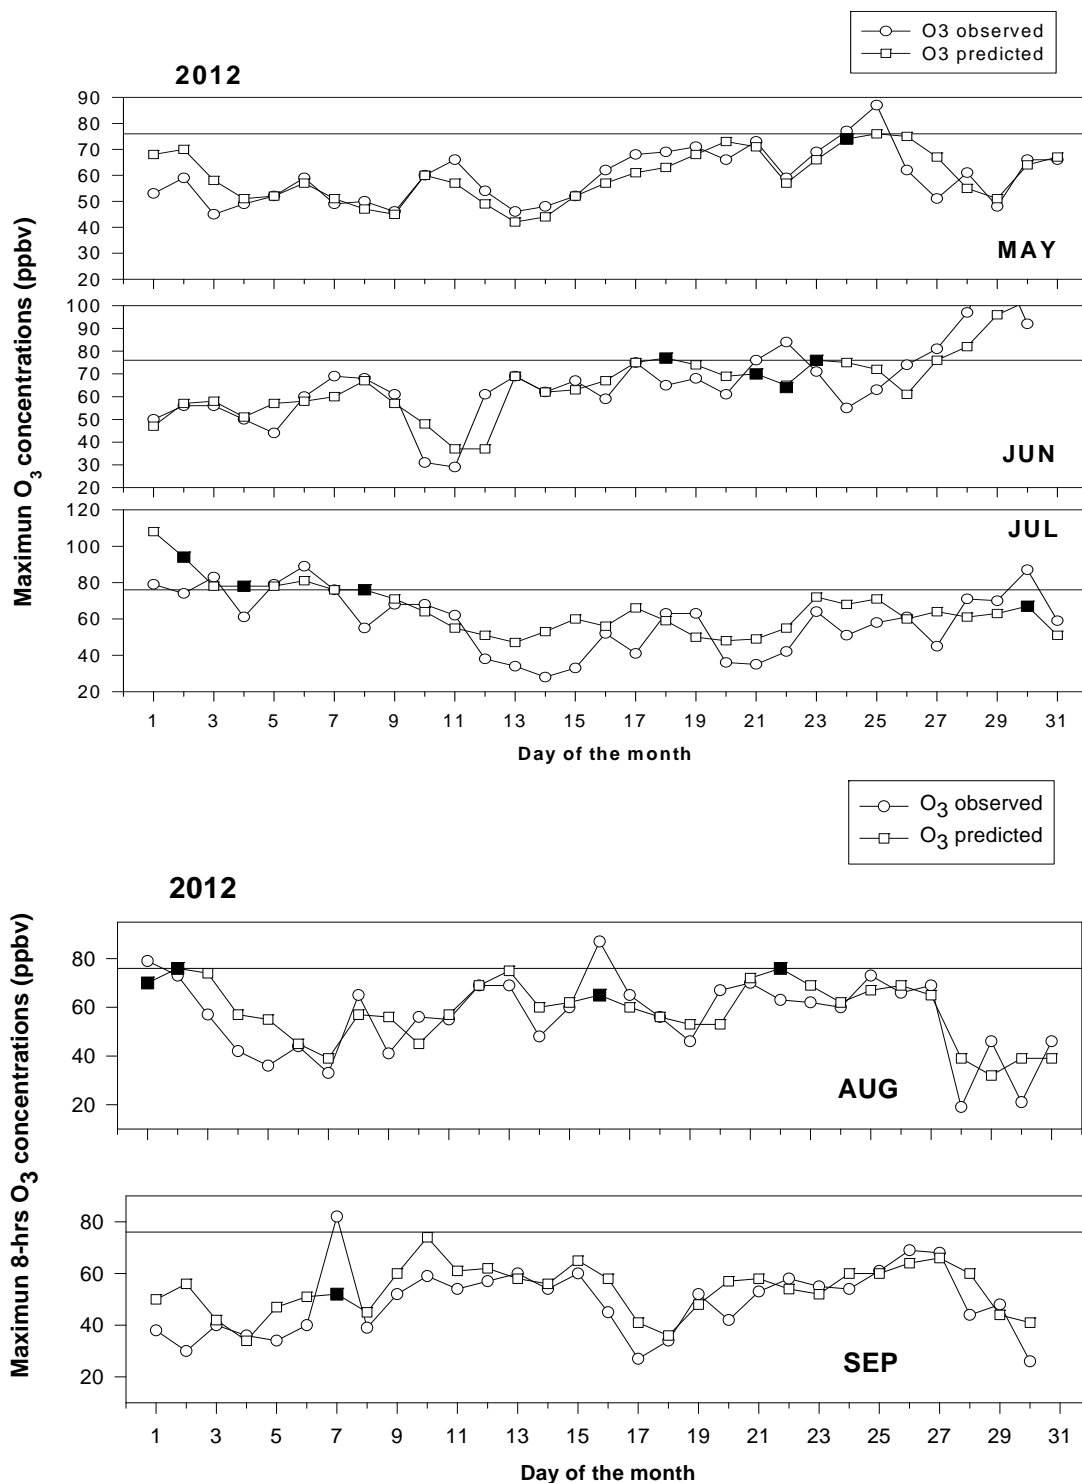 O3 observed
O3 predicted
2012
90
80
70
60
50
40
30
20
MAY
100
90
80
70
60
50
40
30
20
JUN
120
100
80
60
40
20
JUL
1 3 5 7 9 11 13 15 17 19 21 23 25 27 29 31
Day of the month
Maximun O3 concentrations (ppbv)
O3 observed
O3 predicted
2012
80
60
40
20
AUG
80
60
40
20
SEP
1 3 5 7 9 11 13 15 17 19 21 23 25 27 29 31
Day of the month
Maximun 8-hrs O3 concentrations (ppbv)